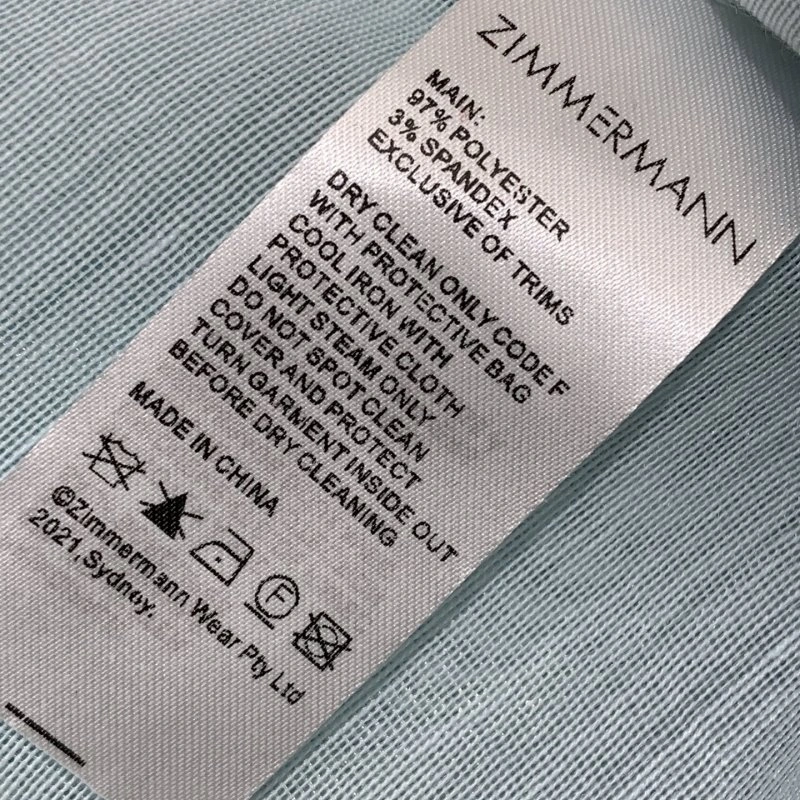 ZIMMERMANN
MAIN:
97% POLYESTER
3% SPANDEX
EXCLUSIVE OF TRIMS
DRY CLEAN ONLY CODE F
WITH PROTECTIVE BAG
COOL IRON WITH
PROTECTIVE CLOTH
LIGHT STEAM ONLY
DO NOT SPOT CLEAN
COVER AND PROTECT
TURN GARMENT INSIDE OUT
BEFORE DRY CLEANING
MADE IN CHINA
F
©Zimmermann Wear Pty Ltd
2021,Sydney.